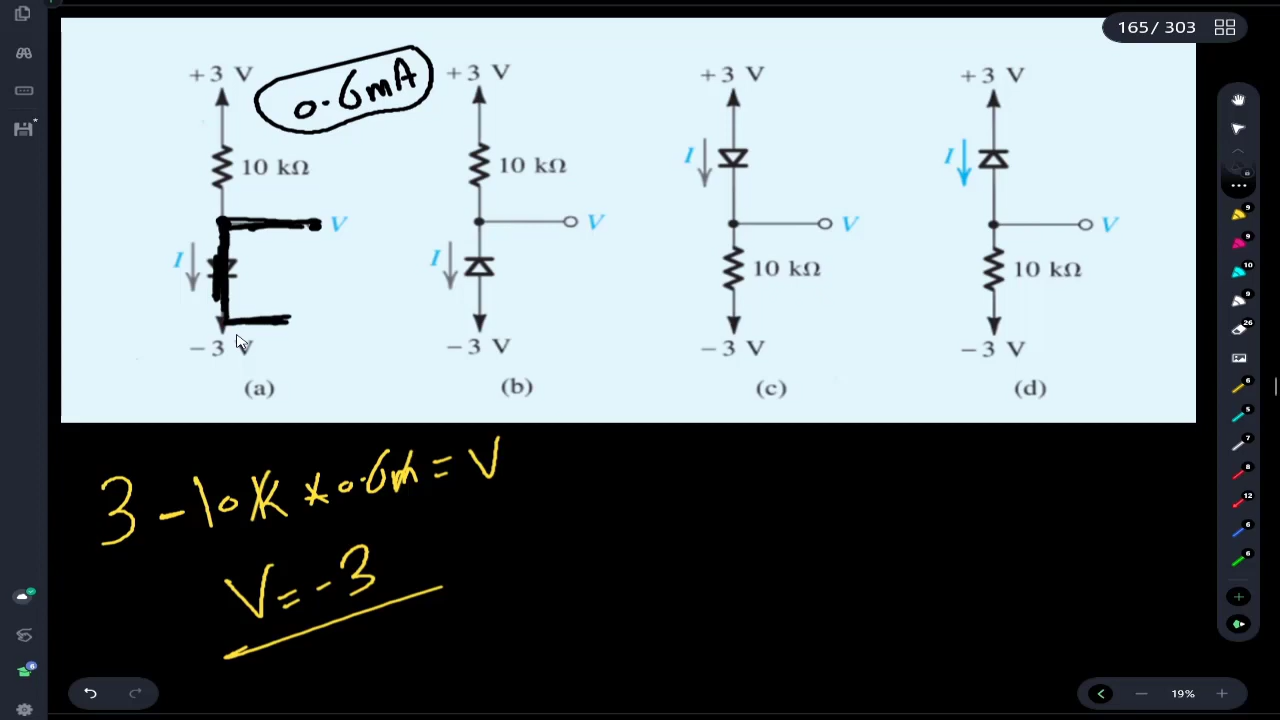 165 / 303
+3 V
0.6mA
+3 V
+3 V
+3 V
10 kΩ
10 kΩ
I
I
V
V
V
V
I
I
10 kΩ
10 kΩ
−3 V
−3 V
−3 V
−3 V
(a)
(b)
(c)
(d)
3 - 10K * 0.6m = V
V = -3
19%